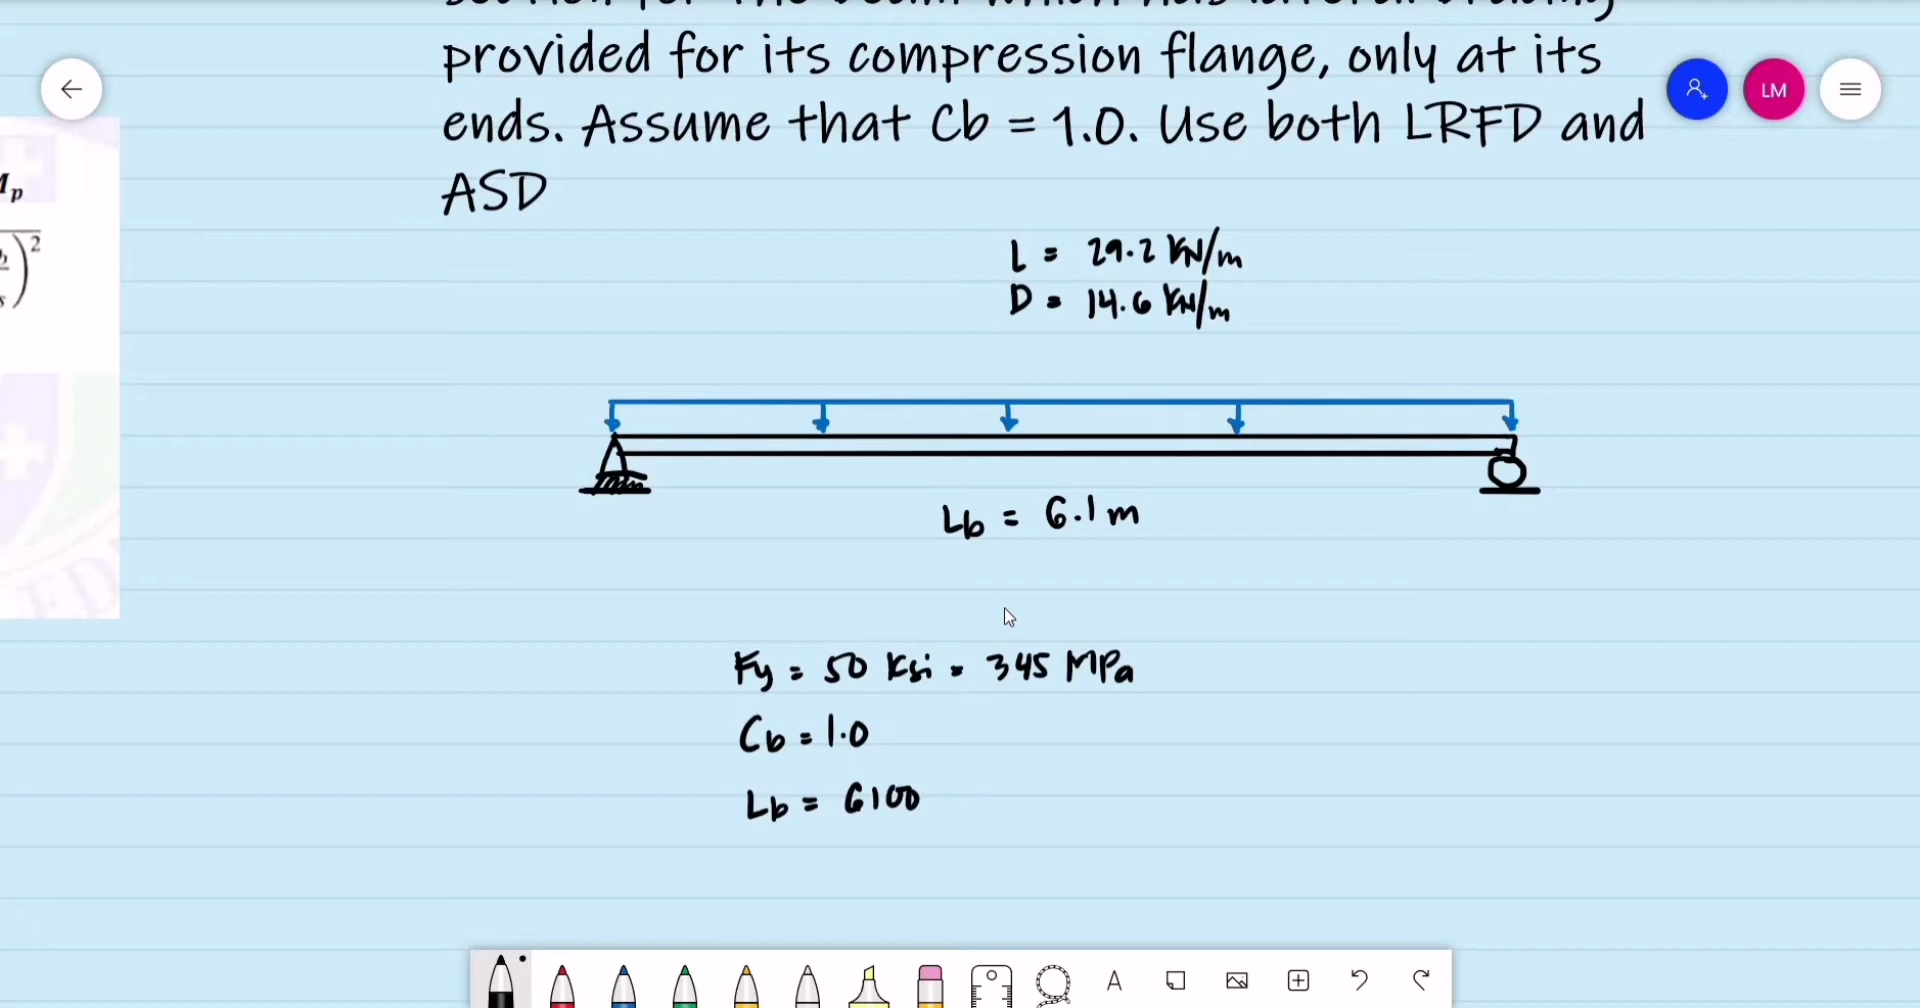 provided for its compression flange, only at its
ends. Assume that Cb = 1.0. Use both LRFD and
ASD
L = 29.2 KN/m
D = 14.6 KN/m
Lb = 6.1 m
Fy = 50 Ksi = 345 MPa
Cb = 1.0
Lb = 6100
LM
p
2
A